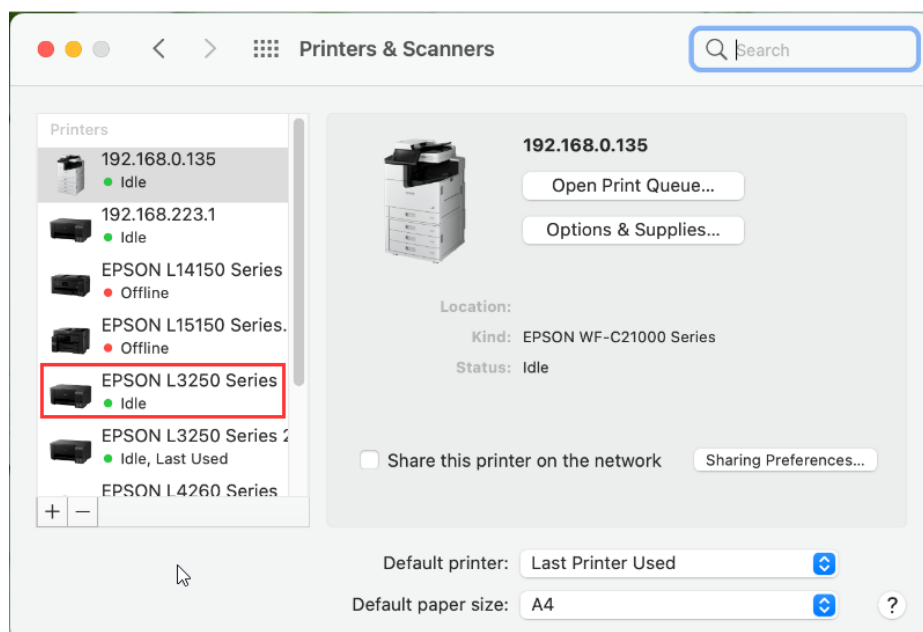 Printers & Scanners
Search
Printers
192.168.0.135
Idle
192.168.223.1
Idle
EPSON L14150 Series
Offline
EPSON L15150 Series.
Offline
EPSON L3250 Series
Idle
EPSON L3250 Series 2
Idle, Last Used
EPSON L4260 Series
192.168.0.135
Open Print Queue...
Options & Supplies...
Location:
Kind: EPSON WF-C21000 Series
Status: Idle
Share this printer on the network
Sharing Preferences...
Default printer: Last Printer Used
Default paper size: A4
?